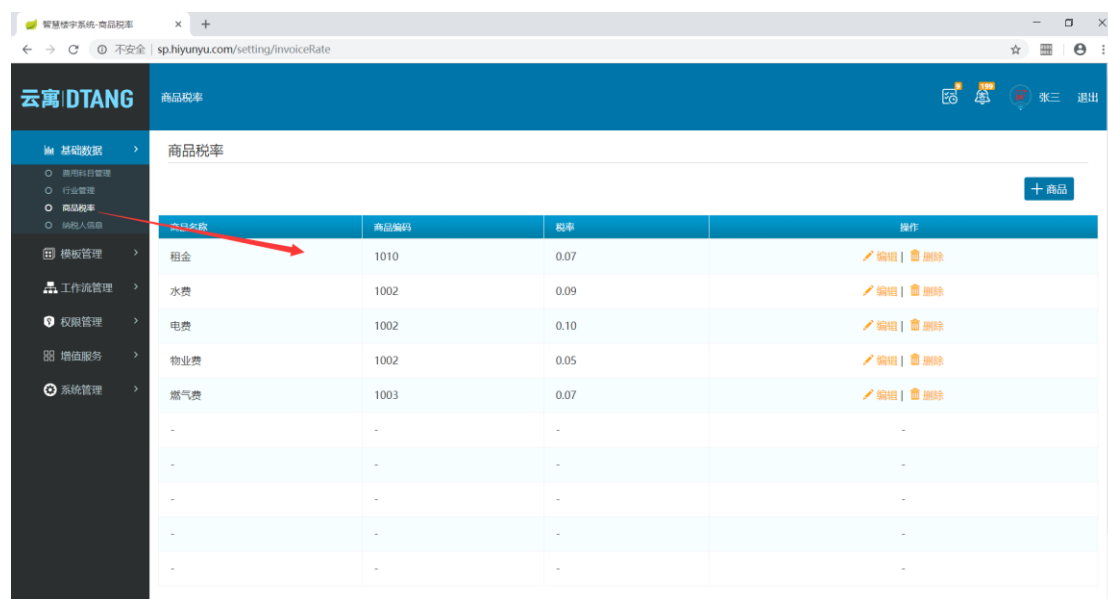 智慧楼宇系统-商品税率
不安全 | sp.hiyunyu.com/setting/invoiceRate
云寓 DTANG
商品税率
9
199
张三 退出
基础数据
费用科目管理
行业管理
商品税率
纳税人信息
模板管理
工作流管理
权限管理
增值服务
系统管理
商品税率
商品
商品名称 商品编码 税率 操作
租金 1010 0.07 编辑 | 删除
水费 1002 0.09 编辑 | 删除
电费 1002 0.10 编辑 | 删除
物业费 1002 0.05 编辑 | 删除
燃气费 1003 0.07 编辑 | 删除
- - - -
- - - -
- - - -
- - - -
- - - -